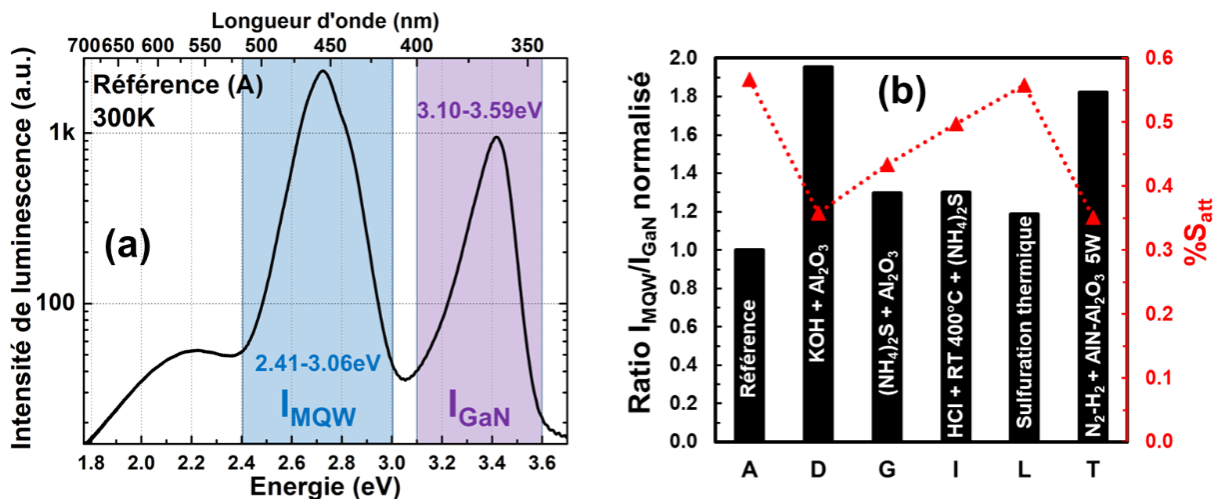 Longueur d'onde (nm)
700 650 600 550 500 450 400 350
Intensité de luminescence (a.u.)
1k
100
Référence (A)
300K
(a)
3.10-3.59eV
2.41-3.06eV
I_MQW
I_GaN
1.8 2.0 2.2 2.4 2.6 2.8 3.0 3.2 3.4 3.6
Energie (eV)
(b)
Ratio I_MQW/I_GaN normalisé
2.0
1.8
1.6
1.4
1.2
1.0
0.8
0.6
0.4
0.2
0.0
Référence
KOH + Al₂O₃
(NH₄)₂S + Al₂O₃
HCl + RT 400°C + (NH₄)₂S
Sulfuration thermique
N₂-H₂ + AlN-Al₂O₃ 5W
A D G I L T
0.6
0.5
0.4
0.3
0.2
0.1
0.0
%S_att